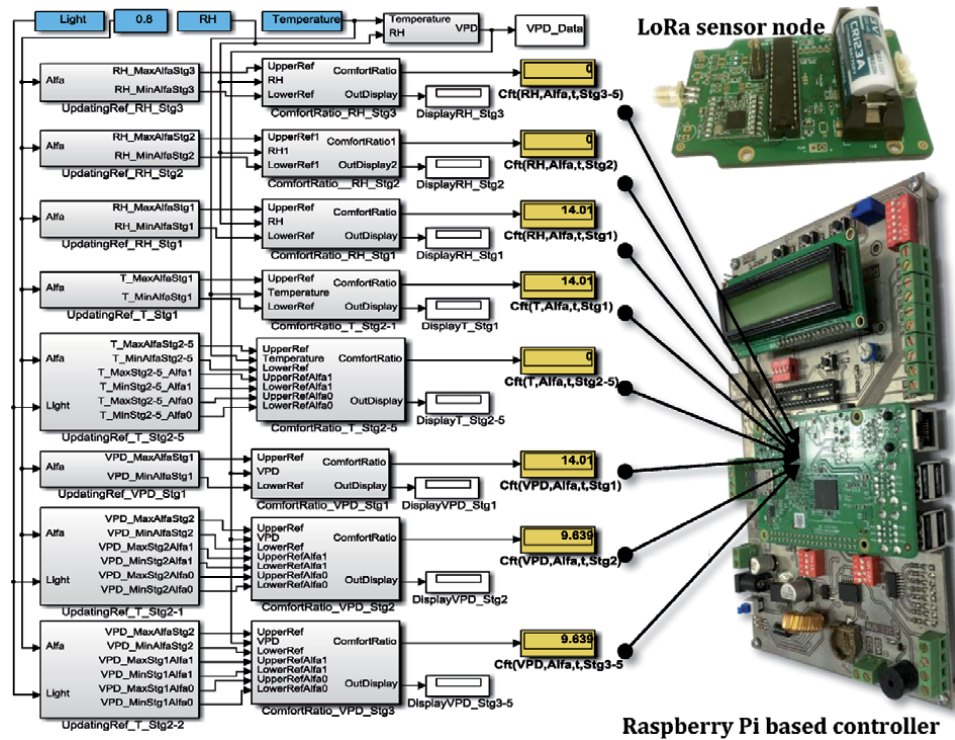 Light 0.8 RH Temperature
Temperature
RH
VPD
VPD_Data
LoRa sensor node
CR123A
Alfa
RH_MaxAlfaStg3
RH_MinAlfaStg3
UpdatingRef_RH_Stg3
UpperRef
RH
LowerRef
ComfortRatio
OutDisplay
ComfortRatio_RH_Stg3
0
Cft(RH,Alfa,t,Stg3-5)
DisplayRH_Stg3
Alfa
RH_MaxAlfaStg2
RH_MinAlfaStg2
UpdatingRef_RH_Stg2
UpperRef1
RH1
LowerRef1
ComfortRatio1
OutDisplay2
ComfortRatio__RH_Stg2
0
Cft(RH,Alfa,t,Stg2)
DisplayRH_Stg2
Alfa
RH_MaxAlfaStg1
RH_MinAlfaStg1
UpdatingRef_RH_Stg1
UpperRef
RH
LowerRef
ComfortRatio
OutDisplay
ComfortRatio_RH_Stg1
14.01
Cft(RH,Alfa,t,Stg1)
DisplayRH_Stg1
Alfa
T_MaxAlfaStg1
T_MinAlfaStg1
UpdatingRef_T_Stg1
UpperRef
Temperature
LowerRef
ComfortRatio
OutDisplay
ComfortRatio_T_Stg2-1
14.01
Cft(T,Alfa,t,Stg1)
DisplayT_Stg1
Alfa
Light
T_MaxAlfaStg2-5
T_MinAlfaStg2-5
T_MaxStg2-5_Alfa1
T_MinStg2-5_Alfa1
T_MaxStg2-5_Alfa0
T_MinStg2-5_Alfa0
UpdatingRef_T_Stg2-5
UpperRef
Temperature
LowerRef
UpperRefAlfa1
LowerRefAlfa1
UpperRefAlfa0
LowerRefAlfa0
ComfortRatio
OutDisplay
ComfortRatio_T_Stg2-5
0
Cft(T,Alfa,t,Stg2-5)
DisplayT_Stg2-5
Alfa
VPD_MaxAlfaStg1
VPD_MinAlfaStg1
UpdatingRef_VPD_Stg1
UpperRef
VPD
LowerRef
ComfortRatio
OutDisplay
ComfortRatio_VPD_Stg1
14.01
Cft(VPD,Alfa,t,Stg1)
DisplayVPD_Stg1
Alfa
Light
VPD_MaxAlfaStg2
VPD_MinAlfaStg2
VPD_MaxStg2Alfa1
VPD_MinStg2Alfa1
VPD_MaxStg2Alfa0
VPD_MinStg2Alfa0
UpdatingRef_T_Stg2-1
UpperRef
VPD
LowerRef
UpperRefAlfa1
LowerRefAlfa1
UpperRefAlfa0
LowerRefAlfa0
ComfortRatio
OutDisplay
ComfortRatio_VPD_Stg2
9.639
Cft(VPD,Alfa,t,Stg2)
DisplayVPD_Stg2
Alfa
Light
VPD_MaxAlfaStg2
VPD_MinAlfaStg2
VPD_MaxStg1Alfa1
VPD_MinStg1Alfa1
VPD_MaxStg1Alfa0
VPD_MinStg1Alfa0
UpdatingRef_T_Stg2-2
UpperRef
VPD
LowerRef
UpperRefAlfa1
LowerRefAlfa1
UpperRefAlfa0
LowerRefAlfa0
ComfortRatio
OutDisplay
ComfortRatio_VPD_Stg3
9.639
Cft(VPD,Alfa,t,Stg3-5
DisplayVPD_Stg3-5
Raspberry Pi based controller